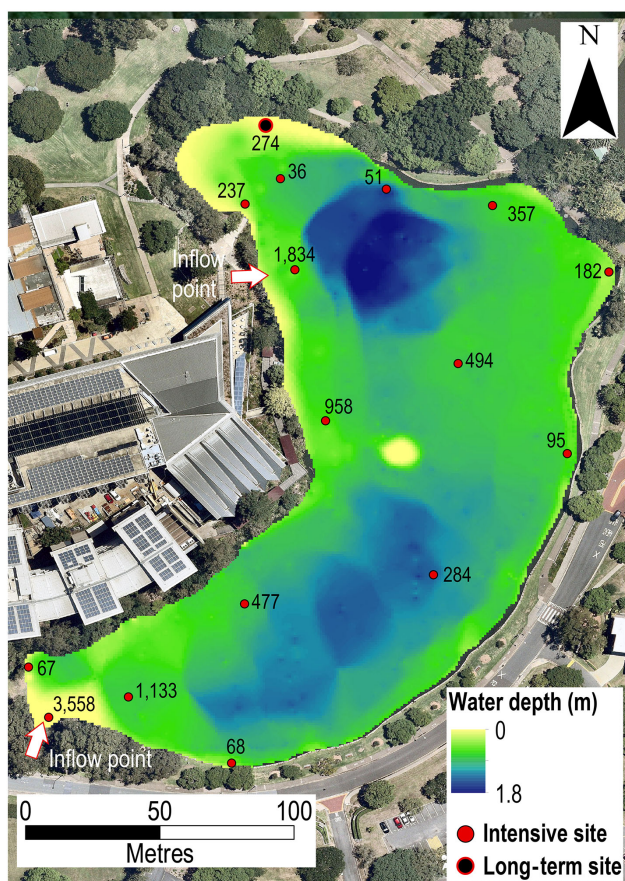 N
274
36
51
237
357
Inflow
point
1,834
182
494
958
95
284
477
67
1,133
3,558
Inflow point
68
Water depth (m)
0
1.8
Intensive site
Long-term site
0 50 100
Metres